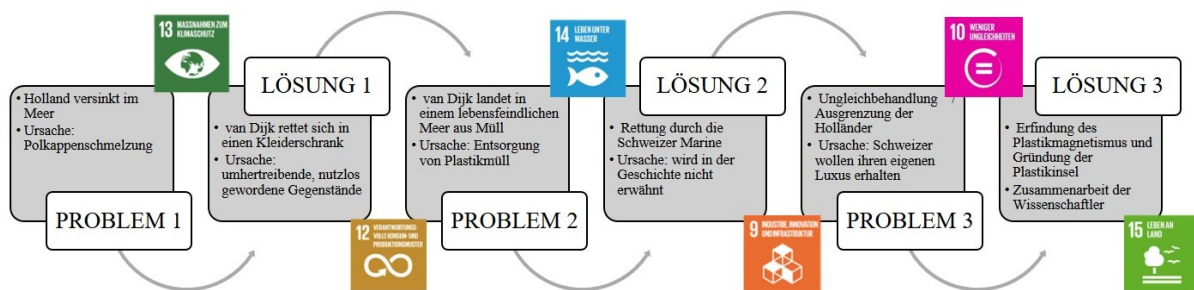 13 MASSNAHMEN ZUM
KLIMASCHUTZ
LÖSUNG 1
14 LEBEN UNTER
WASSER
LÖSUNG 2
10 WENIGER
UNGLEICHHEITEN
LÖSUNG 3
• Holland versinkt im
Meer
• Ursache:
Polkappenschmelzung
PROBLEM 1
• van Dijk rettet sich in
einen Kleiderschrank
• Ursache:
umhertreibende, nutzlos
gewordene Gegenstände
12 VERANTWORTUNGS-
VOLLE KONSUM- UND
PRODUKTIONSMUSTER
• van Dijk landet in
einem lebensfeindlichen
Meer aus Müll
• Ursache: Entsorgung
von Plastikmüll
PROBLEM 2
• Rettung durch die
Schweizer Marine
• Ursache: wird in der
Geschichte nicht
erwähnt
9 INDUSTRIE, INNOVATION
UND INFRASTRUKTUR
• Ungleichbehandlung /
Ausgrenzung der
Holländer
• Ursache: Schweizer
wollen ihren eigenen
Luxus erhalten
PROBLEM 3
• Erfindung des
Plastikmagnetismus und
Gründung der
Plastikinsel
• Zusammenarbeit der
Wissenschaftler
15 LEBEN AN
LAND